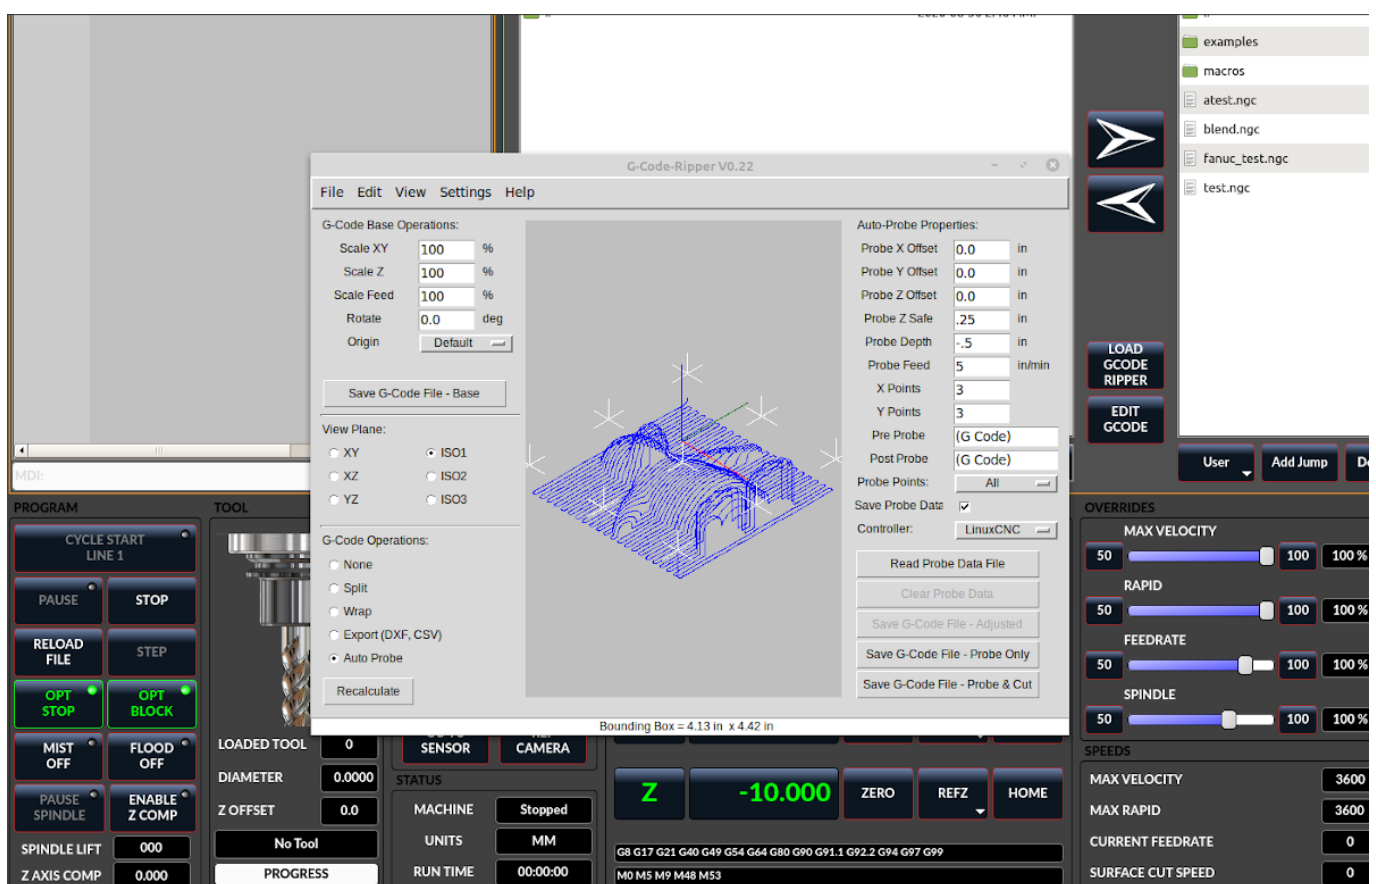 examples
macros
atest.ngc
blend.ngc
fanuc_test.ngc
test.ngc
LOAD
GCODE
RIPPER
EDIT
GCODE
User
Add Jump
G-Code-Ripper V0.22
File Edit View Settings Help
G-Code Base Operations:
Scale XY 100 %
Scale Z 100 %
Scale Feed 100 %
Rotate 0.0 deg
Origin Default
Save G-Code File - Base
View Plane:
XY ISO1
XZ ISO2
YZ ISO3
G-Code Operations:
None
Split
Wrap
Export (DXF, CSV)
Auto Probe
Recalculate
Auto-Probe Properties:
Probe X Offset 0.0 in
Probe Y Offset 0.0 in
Probe Z Offset 0.0 in
Probe Z Safe .25 in
Probe Depth -.5 in
Probe Feed 5 in/min
X Points 3
Y Points 3
Pre Probe (G Code)
Post Probe (G Code)
Probe Points: All
Save Probe Data
Controller: LinuxCNC
Read Probe Data File
Clear Probe Data
Save G-Code File - Adjusted
Save G-Code File - Probe Only
Save G-Code File - Probe & Cut
Bounding Box = 4.13 in x 4.42 in
MDI:
PROGRAM
CYCLE START
LINE 1
PAUSE STOP
RELOAD
FILE
STEP
OPT
STOP
OPT
BLOCK
MIST
OFF
FLOOD
OFF
PAUSE
SPINDLE
ENABLE
Z COMP
SPINDLE LIFT 000
Z AXIS COMP 0.000
TOOL
LOADED TOOL 0
DIAMETER 0.0000
Z OFFSET 0.0
No Tool
PROGRESS
SENSOR
CAMERA
STATUS
MACHINE Stopped
UNITS MM
RUN TIME 00:00:00
Z -10.000 ZERO REFZ HOME
G8 G17 G21 G40 G49 G54 G64 G80 G90 G91.1 G92.2 G94 G97 G99
M0 M5 M9 M48 M53
OVERRIDES
MAX VELOCITY
50 100 100 %
RAPID
50 100 100 %
FEEDRATE
50 100 100 %
SPINDLE
50 100 100 %
SPEEDS
MAX VELOCITY 3600
MAX RAPID 3600
CURRENT FEEDRATE 0
SURFACE CUT SPEED 0